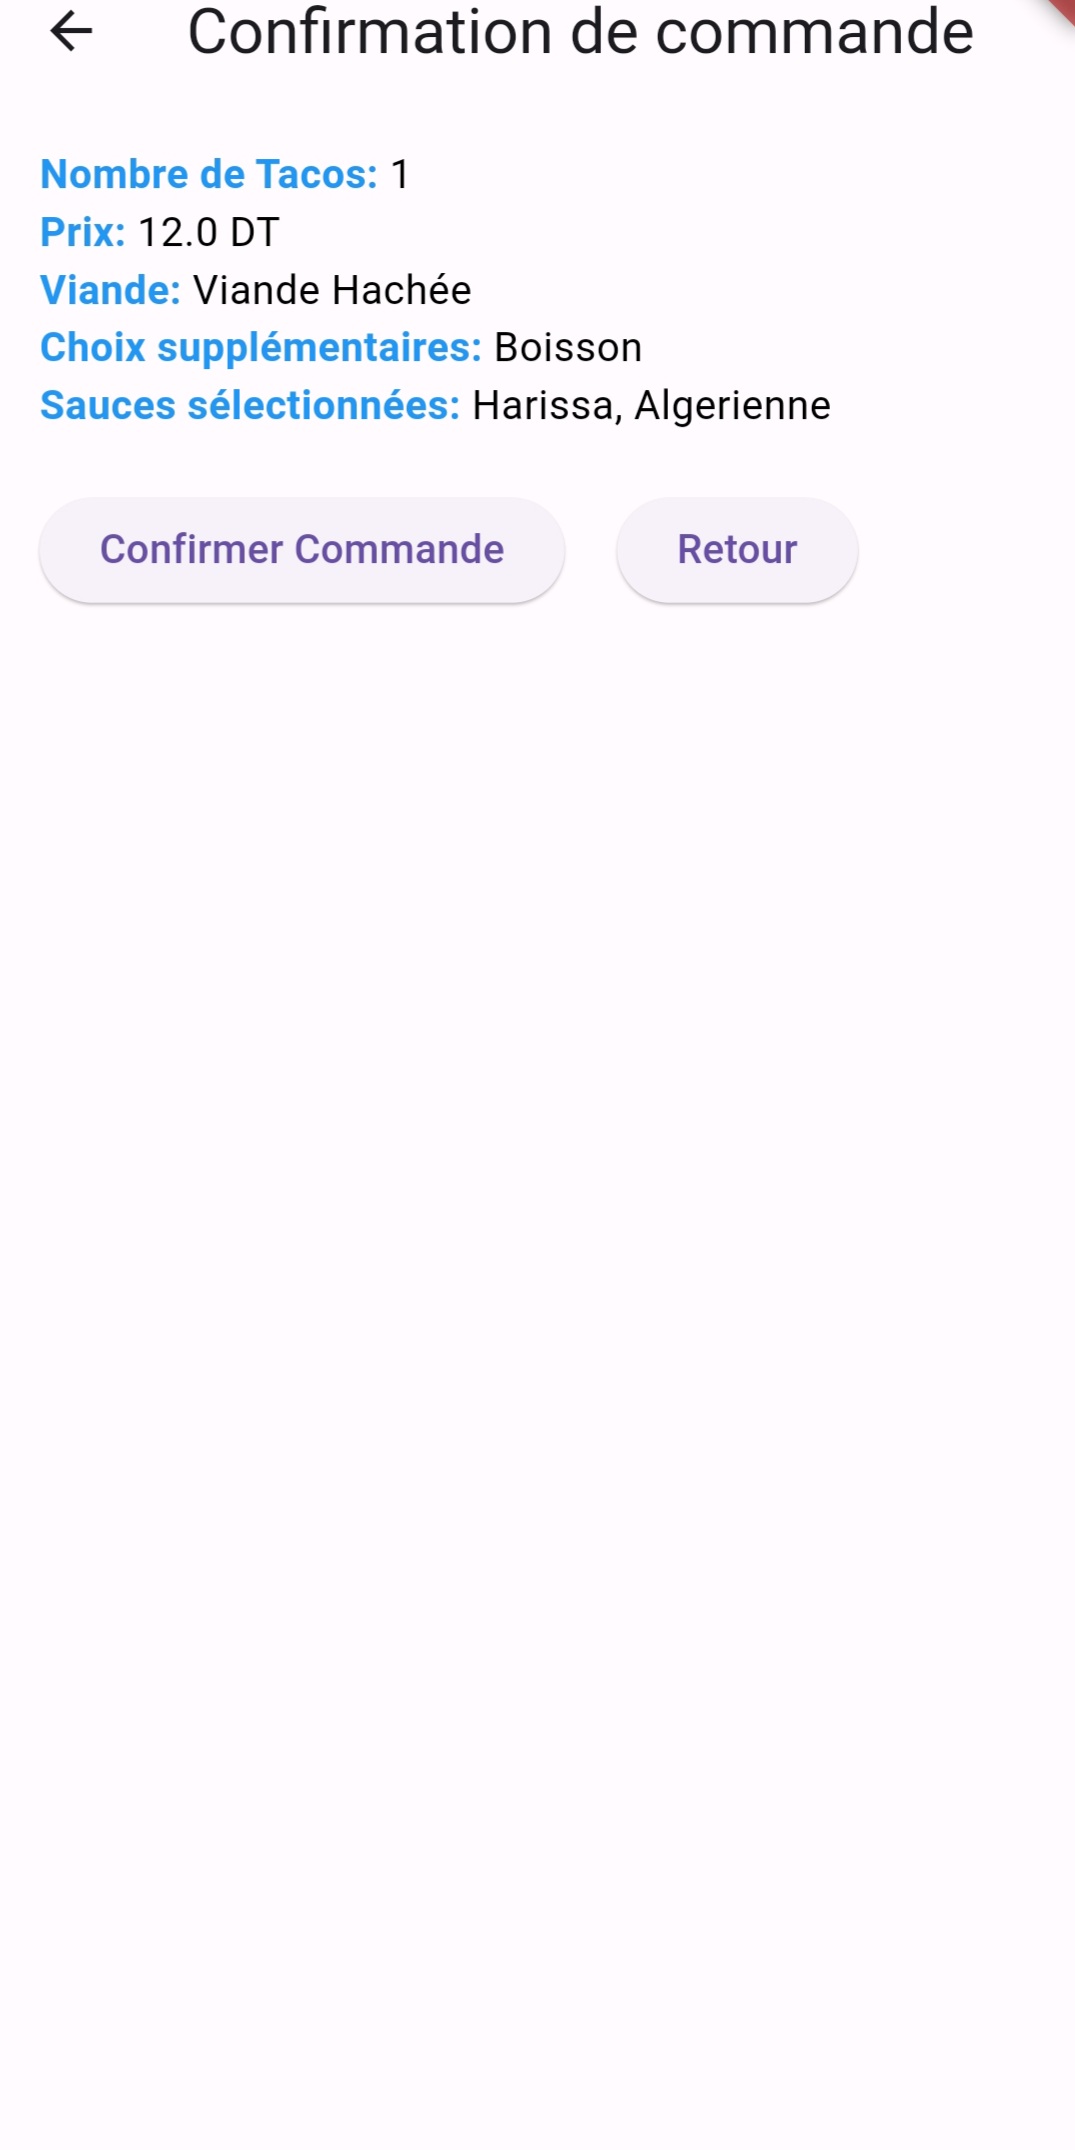 Confirmation de commande
Nombre de Tacos: 1
Prix: 12.0 DT
Viande: Viande Hachée
Choix supplémentaires: Boisson
Sauces sélectionnées: Harissa, Algerienne
Confirmer Commande
Retour